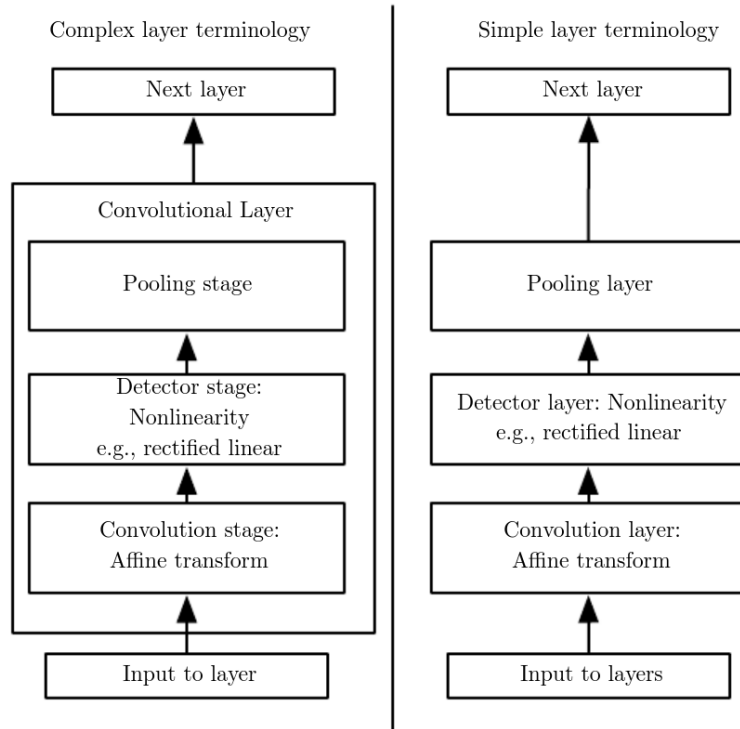 Complex layer terminology
Next layer
Convolutional Layer
Pooling stage
Detector stage:
Nonlinearity
e.g., rectified linear
Convolution stage:
Affine transform
Input to layer
Simple layer terminology
Next layer
Pooling layer
Detector layer: Nonlinearity
e.g., rectified linear
Convolution layer:
Affine transform
Input to layers